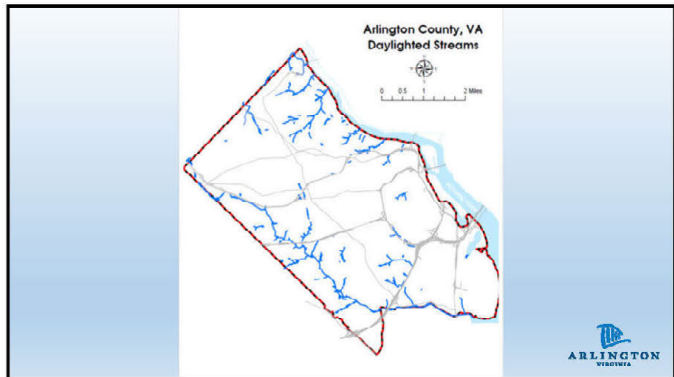 Arlington County, VA
Daylighted Streams
0 0.5 1 2 Miles
ARLINGTON
VIRGINIA